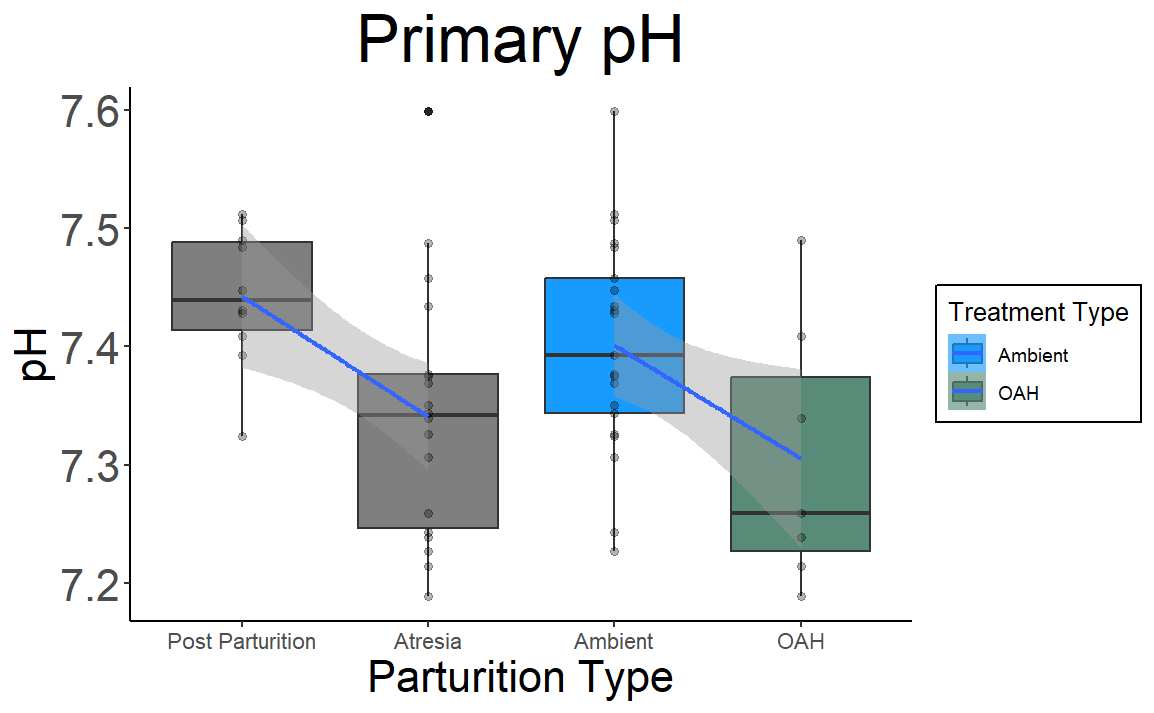 Primary pH
7.6
7.5
7.4
7.3
7.2
pH
Post Parturition
Atresia
Ambient
OAH
Parturition Type
Treatment Type
Ambient
OAH